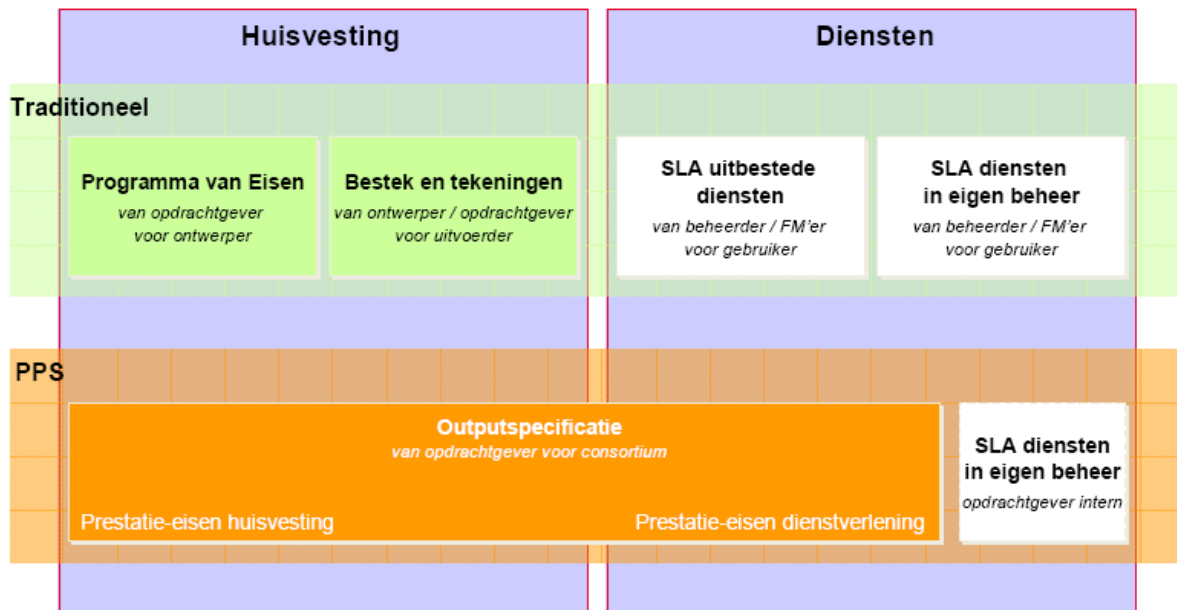 Huisvesting
Diensten
Traditioneel
Programma van Eisen
van opdrachtgever
voor ontwerper
Bestek en tekeningen
van ontwerper / opdrachtgever
voor uitvoerder
SLA uitbestede
diensten
van beheerder / FM'er
voor gebruiker
SLA diensten
in eigen beheer
van beheerder / FM'er
voor gebruiker
PPS
Outputspecificatie
van opdrachtgever voor consortium
Prestatie-eisen huisvesting
Prestatie-eisen dienstverlening
SLA diensten
in eigen beheer
opdrachtgever intern